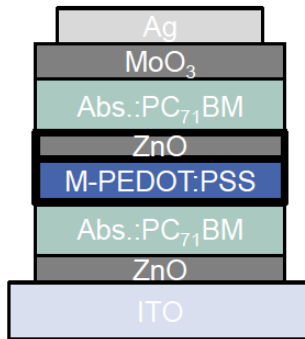 Ag
MoO₃
Abs.:PC₇₁BM
ZnO
M-PEDOT:PSS
Abs.:PC₇₁BM
ZnO
ITO